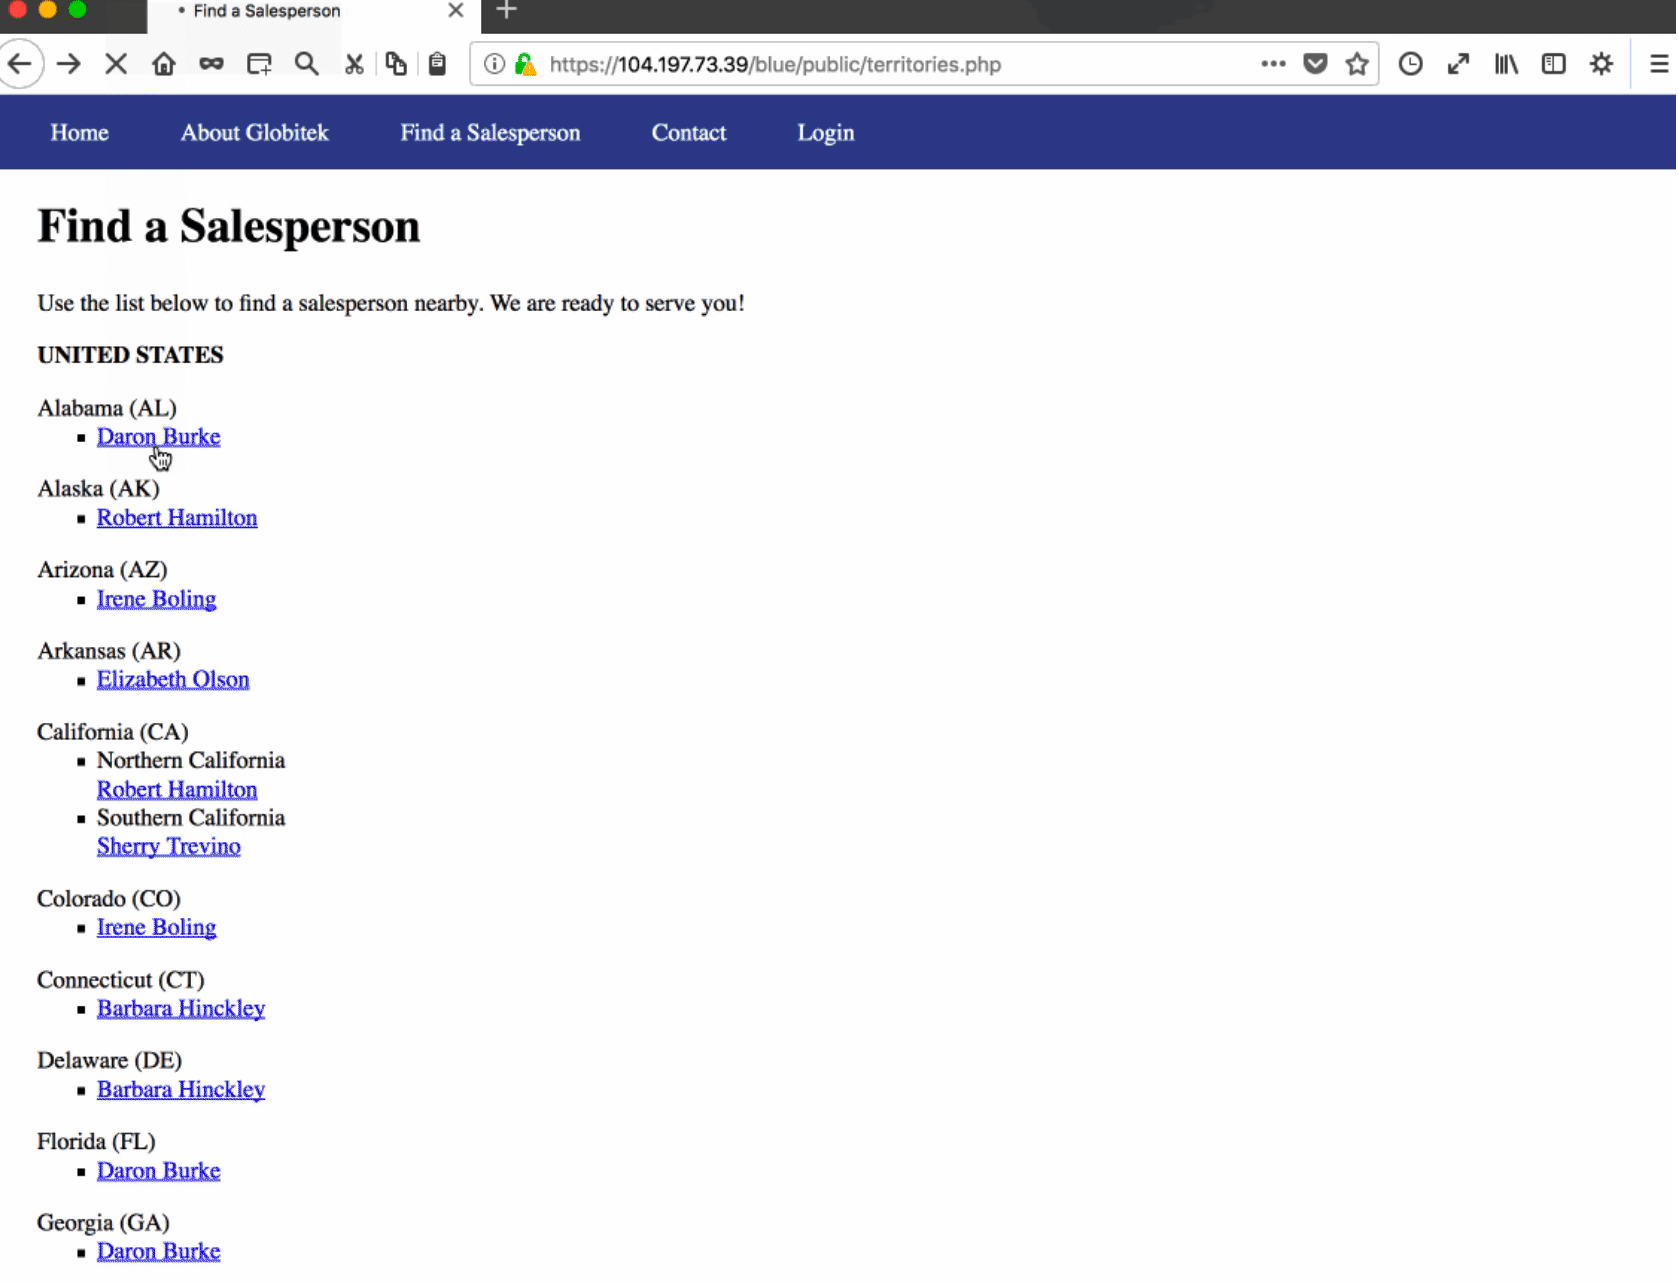 Find a Salesperson
https://104.197.73.39/blue/public/territories.php
Home About Globitek Find a Salesperson Contact Login
Find a Salesperson
Use the list below to find a salesperson nearby. We are ready to serve you!
UNITED STATES
Alabama (AL)
Daron Burke
Alaska (AK)
Robert Hamilton
Arizona (AZ)
Irene Boling
Arkansas (AR)
Elizabeth Olson
California (CA)
Northern California
Robert Hamilton
Southern California
Sherry Trevino
Colorado (CO)
Irene Boling
Connecticut (CT)
Barbara Hinckley
Delaware (DE)
Barbara Hinckley
Florida (FL)
Daron Burke
Georgia (GA)
Daron Burke